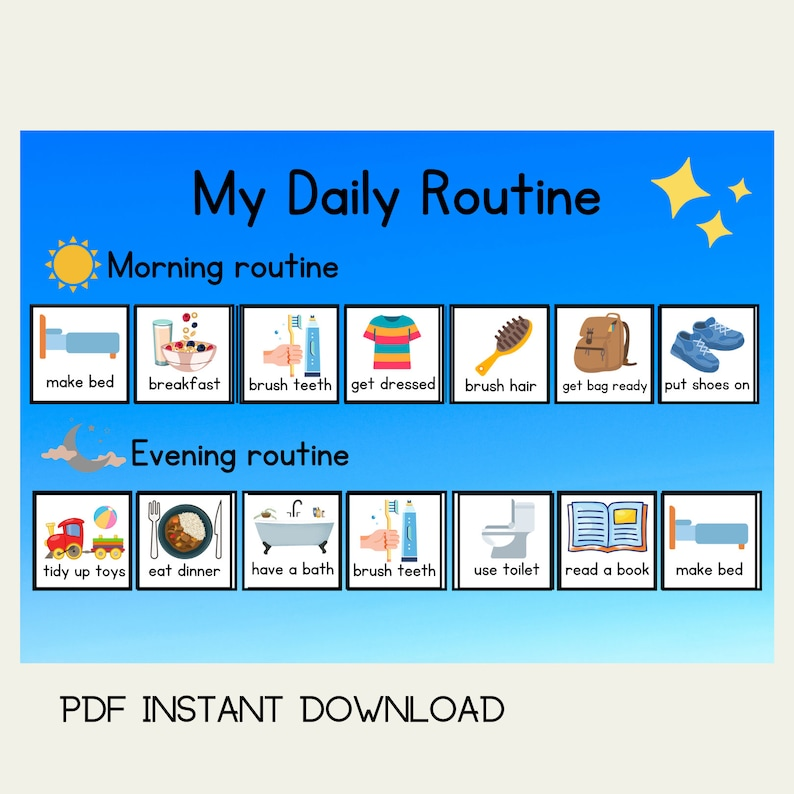 My Daily Routine
Morning routine
make bed
breakfast
brush teeth
get dressed
brush hair
get bag ready
put shoes on
Evening routine
tidy up toys
eat dinner
have a bath
brush teeth
use toilet
read a book
make bed
PDF INSTANT DOWNLOAD